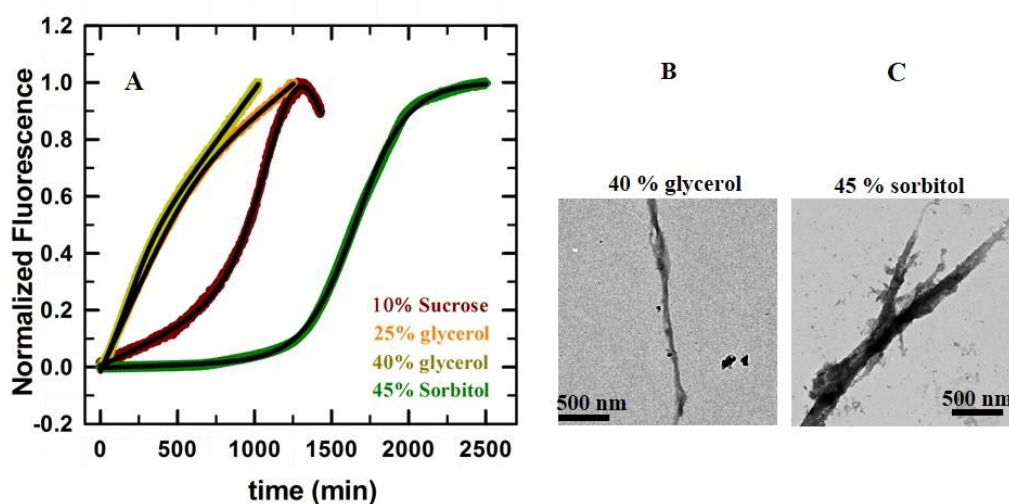 A
B
C
Normalized Fluorescence
1.2
1.0
0.8
0.6
0.4
0.2
0.0
-0.2
10% Sucrose
25% glycerol
40% glycerol
45% Sorbitol
0 500 1000 1500 2000 2500
time (min)
40 % glycerol
500 nm
45 % sorbitol
500 nm